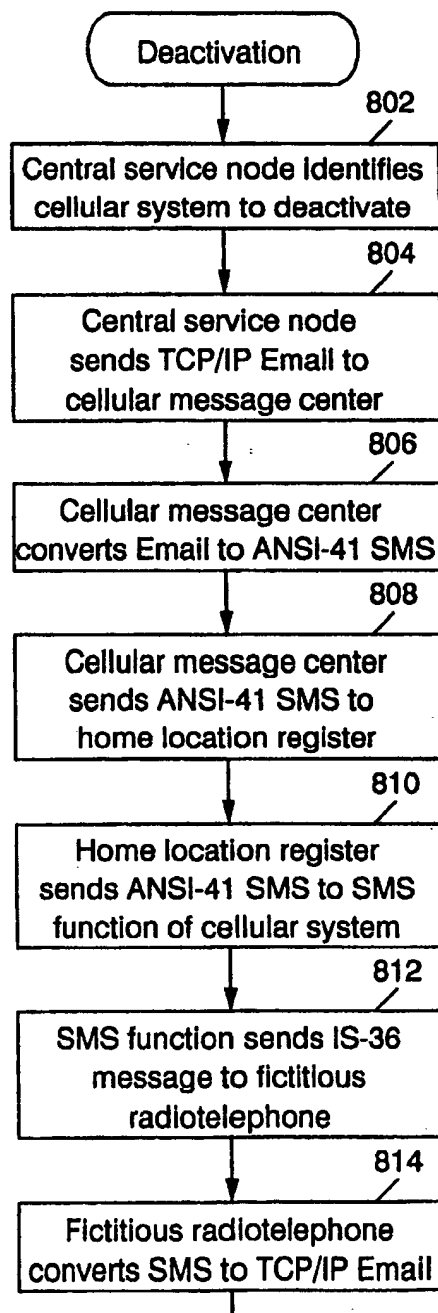 Deactivation
802
Central service node identifies
cellular system to deactivate
804
Central service node
sends TCP/IP Email to
cellular message center
806
Cellular message center
converts Email to ANSI-41 SMS
808
Cellular message center
sends ANSI-41 SMS to
home location register
810
Home location register
sends ANSI-41 SMS to SMS
function of cellular system
812
SMS function sends IS-36
message to fictitious
radiotelephone
814
Fictitious radiotelephone
converts SMS to TCP/IP Email